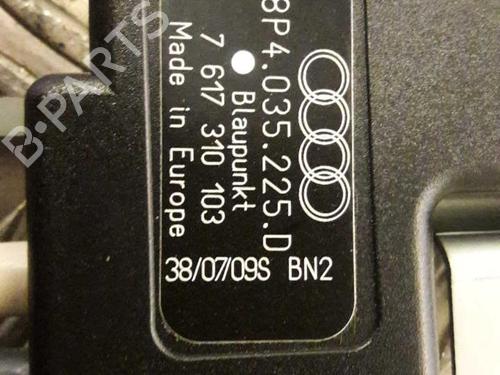 8P4.035.225.D
Blaupunkt
7 617 310 103
Made in Europe
38/07/09S BN2
B-PARTS